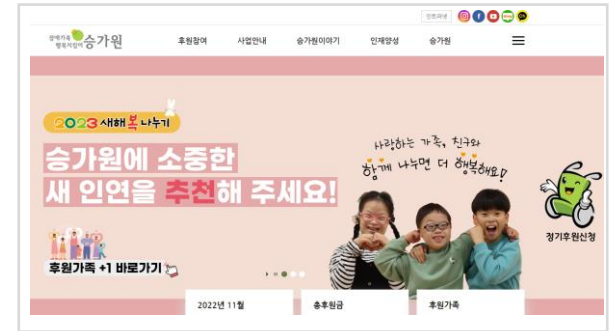 장애가족
행복지킴이 승가원
후원참여 사업안내 승가원이야기 인재양성 승가원
2023 새해 복 나누기
승가원에 소중한
새 인연을 추천해 주세요!
사랑하는 가족, 친구와
함께 나누면 더 행복해요!
정기후원신청
후원가족 +1 바로가기
2022년 11월 총후원금 후원가족